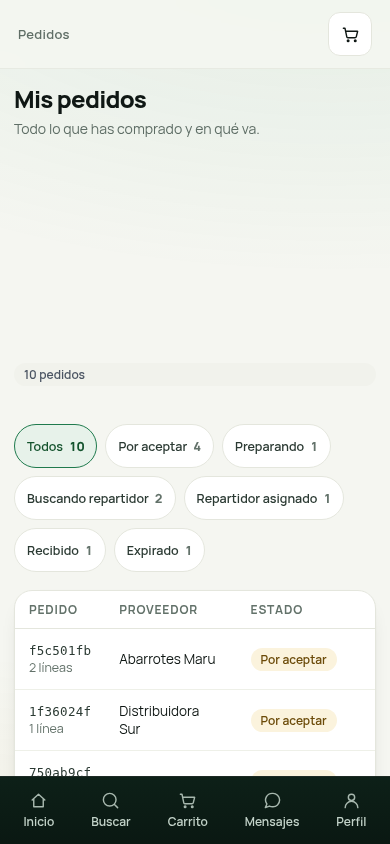 Pedidos
Mis pedidos
Todo lo que has comprado y en qué va.
10 pedidos
Todos 10
Por aceptar 4
Preparando 1
Buscando repartidor 2
Repartidor asignado 1
Recibido 1
Expirado 1
PEDIDO PROVEEDOR ESTADO
f5c501fb
2 líneas
Abarrotes Maru
Por aceptar
1f36024f
1 línea
Distribuidora
Sur
Por aceptar
750ab9cf
Inicio
Buscar
Carrito
Mensajes
Perfil